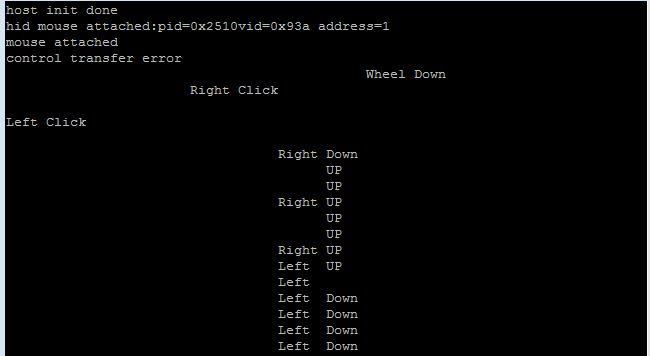 host init done
hid mouse attached:pid=0x2510vid=0x93a address=1
mouse attached
control transfer error
Wheel Down
Right Click
Left Click
Right Down
UP
UP
Right UP
UP
UP
Right UP
Left UP
Left
Left Down
Left Down
Left Down
Left Down